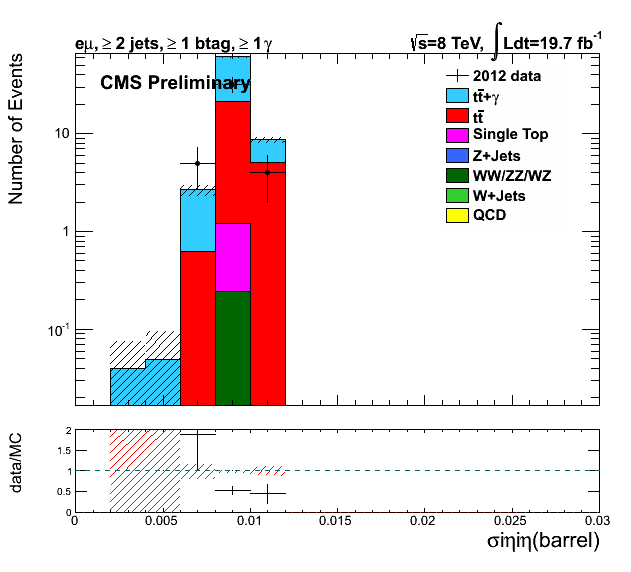 eμ, ≥ 2 jets, ≥ 1 btag, ≥ 1 γ
√s=8 TeV, ∫Ldt=19.7 fb⁻¹
CMS Preliminary
2012 data
tt̄+γ
tt̄
Single Top
Z+Jets
WW/ZZ/WZ
W+Jets
QCD
Number of Events
10
1
10⁻¹
data/MC
2
1.5
1
0.5
0
0 0.005 0.01 0.015 0.02 0.025 0.03
σiηiη(barrel)